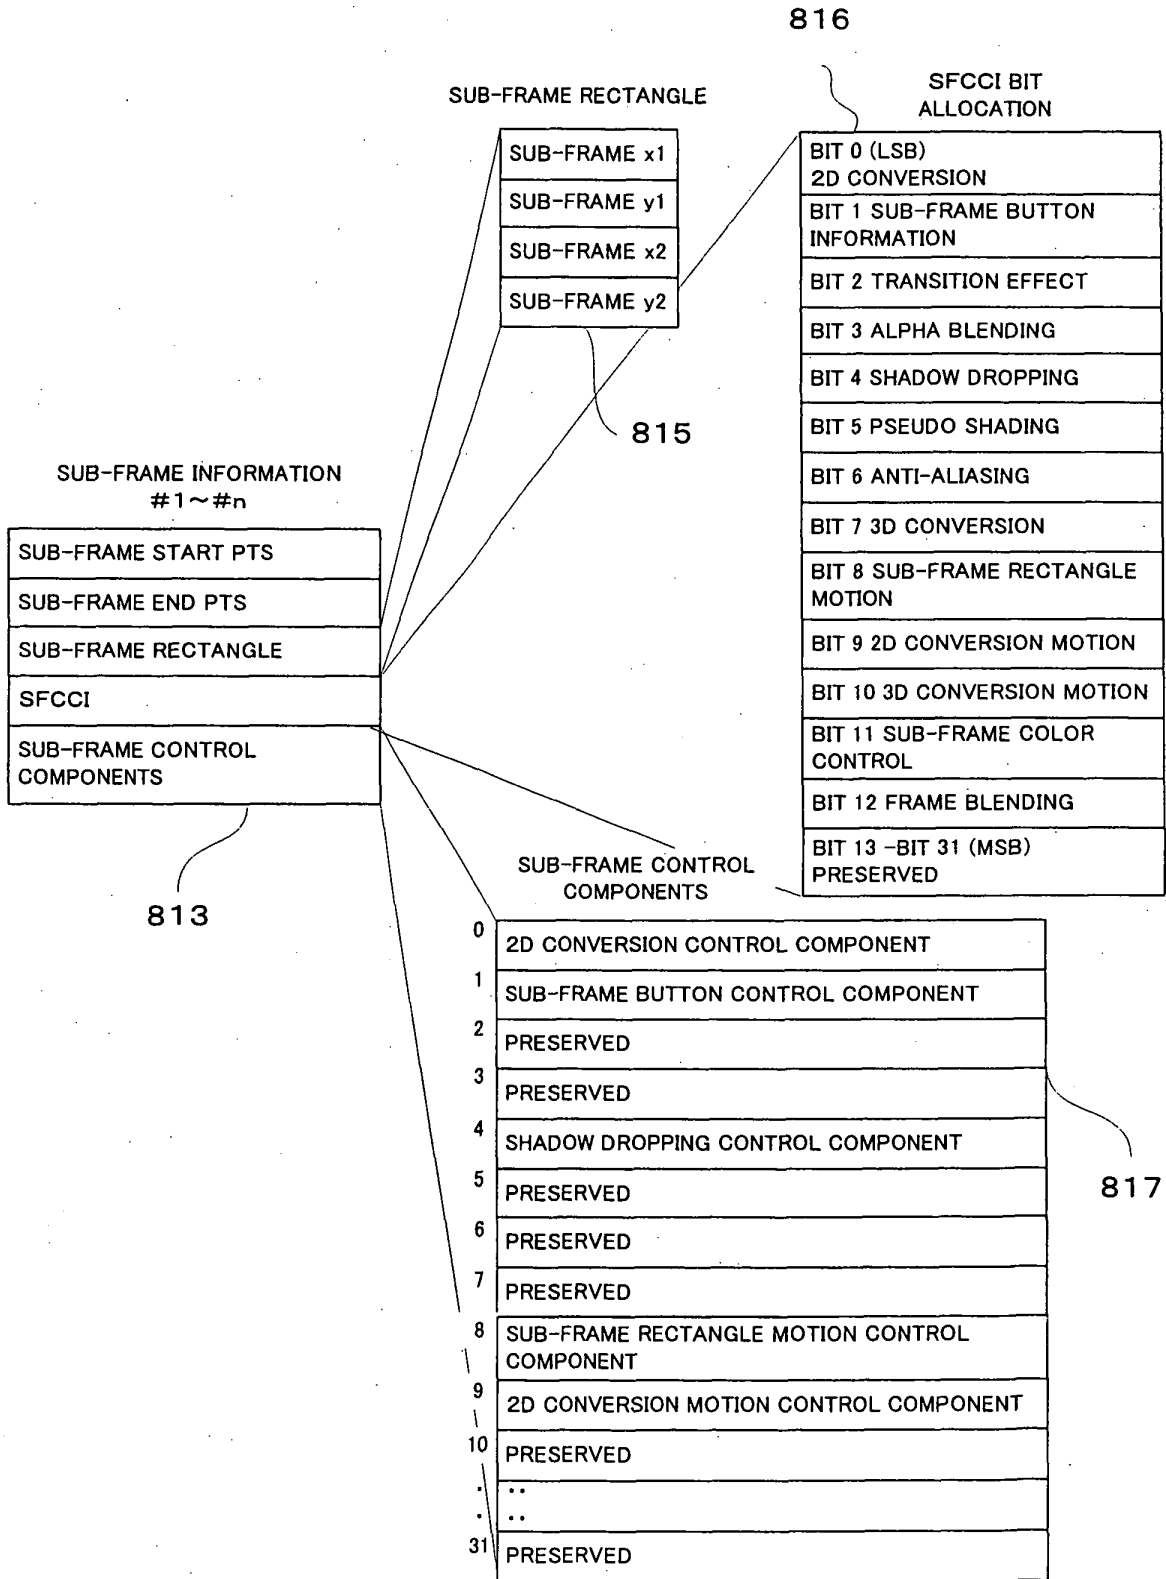 816
SUB-FRAME RECTANGLE
SUB-FRAME x1
SUB-FRAME y1
SUB-FRAME x2
SUB-FRAME y2
815
SFCCI BIT
ALLOCATION
BIT 0 (LSB)
2D CONVERSION
BIT 1 SUB-FRAME BUTTON
INFORMATION
BIT 2 TRANSITION EFFECT
BIT 3 ALPHA BLENDING
BIT 4 SHADOW DROPPING
BIT 5 PSEUDO SHADING
BIT 6 ANTI-ALIASING
BIT 7 3D CONVERSION
BIT 8 SUB-FRAME RECTANGLE
MOTION
BIT 9 2D CONVERSION MOTION
BIT 10 3D CONVERSION MOTION
BIT 11 SUB-FRAME COLOR
CONTROL
BIT 12 FRAME BLENDING
BIT 13 -BIT 31 (MSB)
PRESERVED
SUB-FRAME INFORMATION
#1~#n
SUB-FRAME START PTS
SUB-FRAME END PTS
SUB-FRAME RECTANGLE
SFCCI
SUB-FRAME CONTROL
COMPONENTS
813
SUB-FRAME CONTROL
COMPONENTS
0 2D CONVERSION CONTROL COMPONENT
1 SUB-FRAME BUTTON CONTROL COMPONENT
2 PRESERVED
3 PRESERVED
4 SHADOW DROPPING CONTROL COMPONENT
5 PRESERVED
6 PRESERVED
7 PRESERVED
8 SUB-FRAME RECTANGLE MOTION CONTROL
COMPONENT
9 2D CONVERSION MOTION CONTROL COMPONENT
10 PRESERVED
. ..
. ..
31 PRESERVED
817